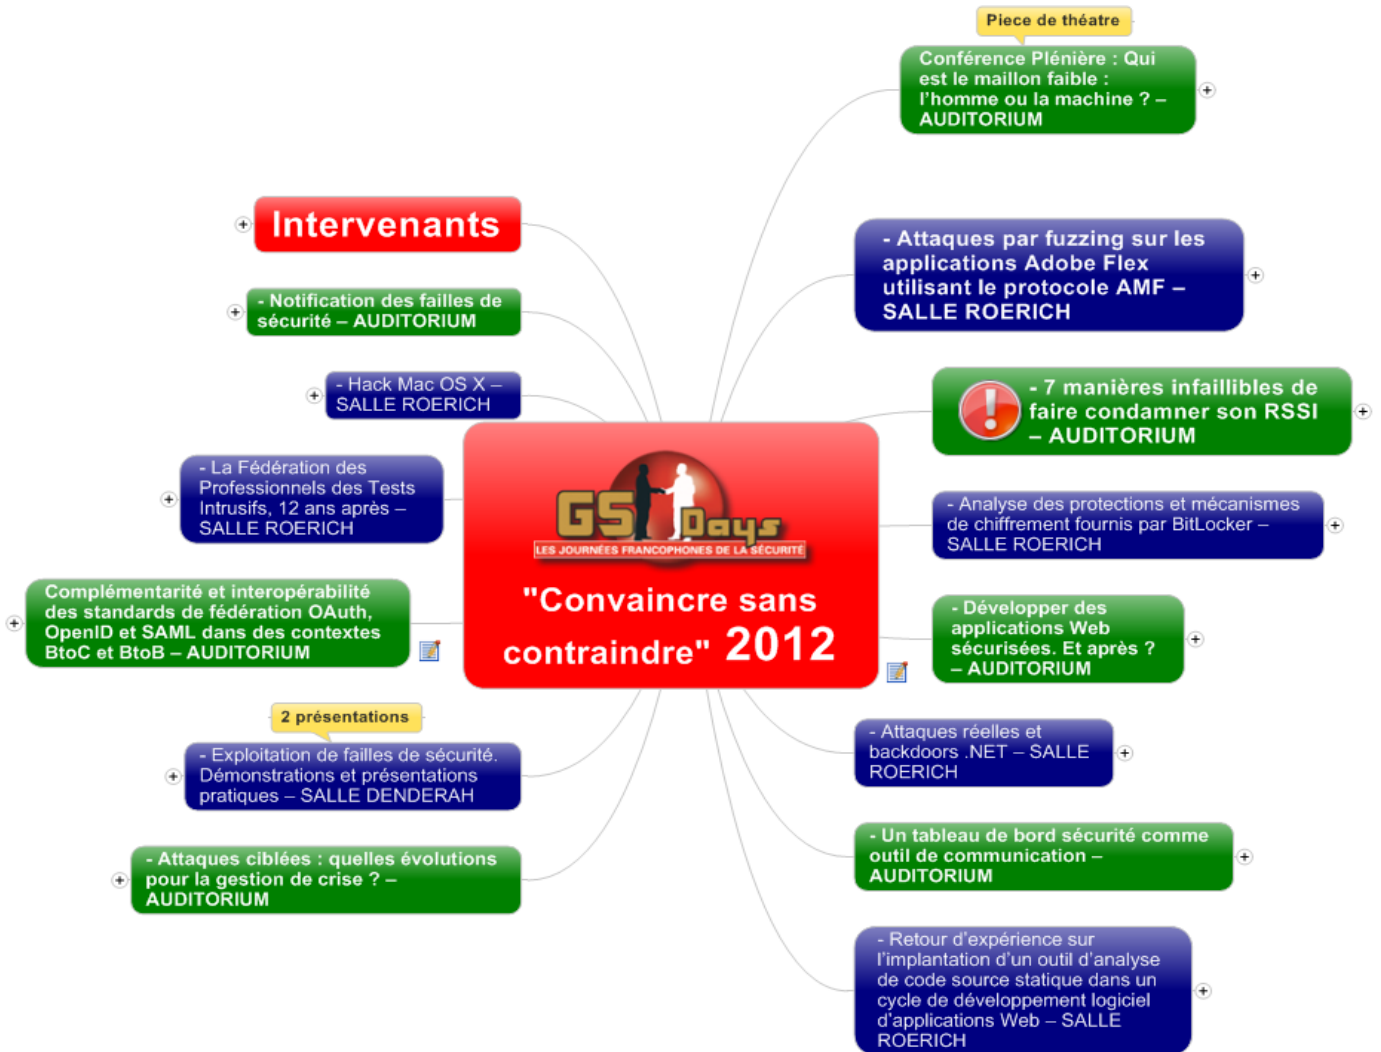 Piece de théatre
Conférence Plénière : Qui
est le maillon faible :
l'homme ou la machine ? –
AUDITORIUM
- Attaques par fuzzing sur les
applications Adobe Flex
utilisant le protocole AMF –
SALLE ROERICH
- 7 manières infaillibles de
faire condamner son RSSI
– AUDITORIUM
- Analyse des protections et mécanismes
de chiffrement fournis par BitLocker –
SALLE ROERICH
- Développer des
applications Web
sécurisées. Et après ?
– AUDITORIUM
- Attaques réelles et
backdoors .NET – SALLE
ROERICH
- Un tableau de bord sécurité comme
outil de communication –
AUDITORIUM
- Retour d'expérience sur
l'implantation d'un outil d'analyse
de code source statique dans un
cycle de développement logiciel
d'applications Web – SALLE
ROERICH
GS Days
LES JOURNÉES FRANCOPHONES DE LA SÉCURITÉ
"Convaincre sans
contraindre" 2012
Intervenants
- Notification des failles de
sécurité – AUDITORIUM
- Hack Mac OS X –
SALLE ROERICH
- La Fédération des
Professionnels des Tests
Intrusifs, 12 ans après –
SALLE ROERICH
Complémentarité et interopérabilité
des standards de fédération OAuth,
OpenID et SAML dans des contextes
BtoC et BtoB – AUDITORIUM
2 présentations
- Exploitation de failles de sécurité.
Démonstrations et présentations
pratiques – SALLE DENDERAH
- Attaques ciblées : quelles évolutions
pour la gestion de crise ? –
AUDITORIUM